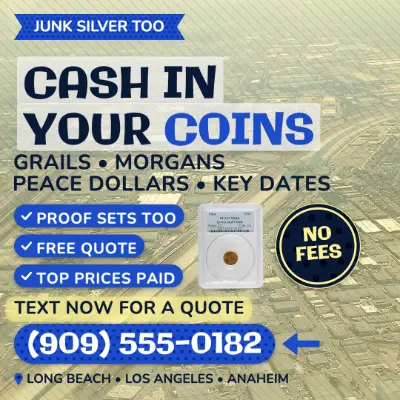 JUNK SILVER TOO
CASH IN
YOUR COINS
GRAILS • MORGANS
PEACE DOLLARS • KEY DATES
PROOF SETS TOO
FREE QUOTE
TOP PRICES PAID
NO
FEES
TEXT NOW FOR A QUOTE
(909) 555-0182
LONG BEACH • LOS ANGELES • ANAHEIM